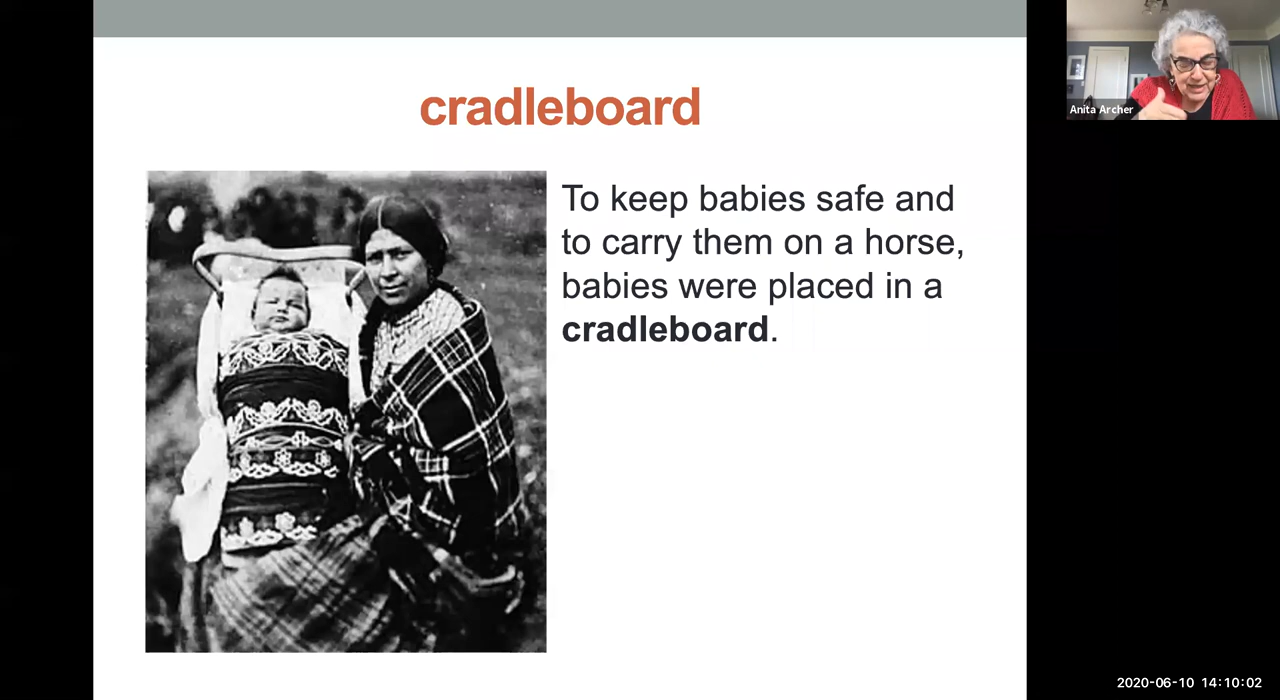 cradleboard
To keep babies safe and
to carry them on a horse,
babies were placed in a
cradleboard.
Anita Archer
2020-06-10 14:10:02